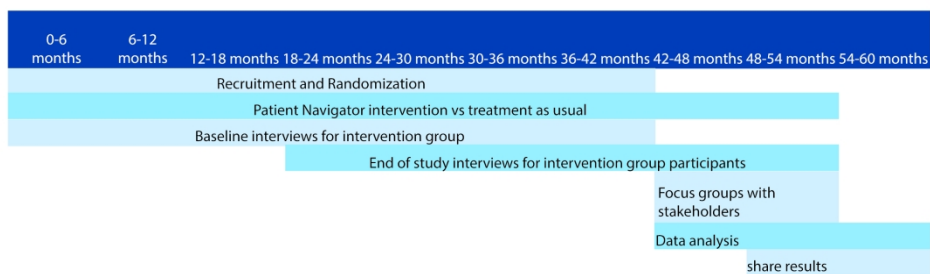 0-6 months
6-12 months
12-18 months 18-24 months 24-30 months 30-36 months 36-42 months 42-48 months 48-54 months 54-60 months
Recruitment and Randomization
Patient Navigator intervention vs treatment as usual
Baseline interviews for intervention group
End of study interviews for intervention group participants
Focus groups with
stakeholders
Data analysis
share results